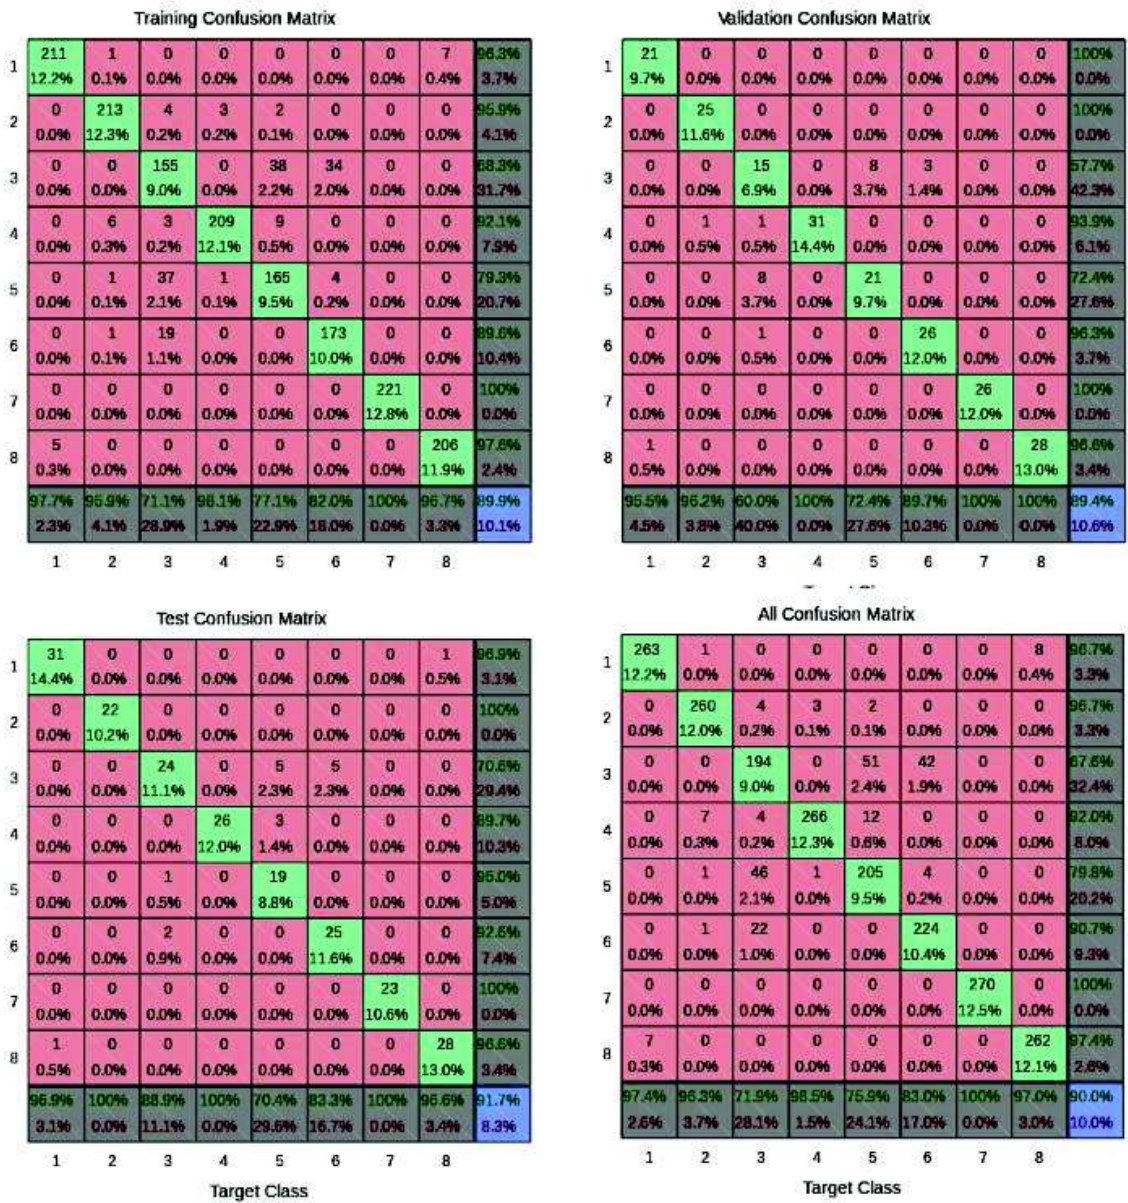 Training Confusion Matrix
1 211 1 0 0 0 0 0 7 96.3%
12.2% 0.1% 0.0% 0.0% 0.0% 0.0% 0.0% 0.4% 3.7%
2 0 213 4 3 2 0 0 0 95.9%
0.0% 12.3% 0.2% 0.2% 0.1% 0.0% 0.0% 0.0% 4.1%
3 0 0 155 0 38 34 0 0 68.3%
0.0% 0.0% 9.0% 0.0% 2.2% 2.0% 0.0% 0.0% 31.7%
4 0 6 3 209 9 0 0 0 92.1%
0.0% 0.3% 0.2% 12.1% 0.5% 0.0% 0.0% 0.0% 7.9%
5 0 1 37 1 165 4 0 0 79.3%
0.0% 0.1% 2.1% 0.1% 9.5% 0.2% 0.0% 0.0% 20.7%
6 0 1 19 0 0 173 0 0 89.6%
0.0% 0.1% 1.1% 0.0% 0.0% 10.0% 0.0% 0.0% 10.4%
7 0 0 0 0 0 0 221 0 100%
0.0% 0.0% 0.0% 0.0% 0.0% 0.0% 12.8% 0.0% 0.0%
8 5 0 0 0 0 0 0 206 97.6%
0.3% 0.0% 0.0% 0.0% 0.0% 0.0% 0.0% 11.9% 2.4%
97.7% 95.9% 71.1% 98.1% 77.1% 82.0% 100% 96.7% 89.9%
2.3% 4.1% 28.9% 1.9% 22.9% 18.0% 0.0% 3.3% 10.1%
1 2 3 4 5 6 7 8
Validation Confusion Matrix
1 21 0 0 0 0 0 0 0 100%
9.7% 0.0% 0.0% 0.0% 0.0% 0.0% 0.0% 0.0% 0.0%
2 0 25 0 0 0 0 0 0 100%
0.0% 11.6% 0.0% 0.0% 0.0% 0.0% 0.0% 0.0% 0.0%
3 0 0 15 0 8 3 0 0 57.7%
0.0% 0.0% 6.9% 0.0% 3.7% 1.4% 0.0% 0.0% 42.3%
4 0 1 1 31 0 0 0 0 93.9%
0.0% 0.5% 0.5% 14.4% 0.0% 0.0% 0.0% 0.0% 6.1%
5 0 0 8 0 21 0 0 0 72.4%
0.0% 0.0% 3.7% 0.0% 9.7% 0.0% 0.0% 0.0% 27.6%
6 0 0 1 0 0 26 0 0 96.3%
0.0% 0.0% 0.5% 0.0% 0.0% 12.0% 0.0% 0.0% 3.7%
7 0 0 0 0 0 0 26 0 100%
0.0% 0.0% 0.0% 0.0% 0.0% 0.0% 12.0% 0.0% 0.0%
8 1 0 0 0 0 0 0 28 96.6%
0.5% 0.0% 0.0% 0.0% 0.0% 0.0% 0.0% 13.0% 3.4%
95.5% 96.2% 60.0% 100% 72.4% 89.7% 100% 100% 89.4%
4.5% 3.8% 40.0% 0.0% 27.6% 10.3% 0.0% 0.0% 10.6%
1 2 3 4 5 6 7 8
Test Confusion Matrix
1 31 0 0 0 0 0 0 1 96.9%
14.4% 0.0% 0.0% 0.0% 0.0% 0.0% 0.0% 0.5% 3.1%
2 0 22 0 0 0 0 0 0 100%
0.0% 10.2% 0.0% 0.0% 0.0% 0.0% 0.0% 0.0% 0.0%
3 0 0 24 0 5 5 0 0 70.6%
0.0% 0.0% 11.1% 0.0% 2.3% 2.3% 0.0% 0.0% 29.4%
4 0 0 0 26 3 0 0 0 89.7%
0.0% 0.0% 0.0% 12.0% 1.4% 0.0% 0.0% 0.0% 10.3%
5 0 0 1 0 19 0 0 0 95.0%
0.0% 0.0% 0.5% 0.0% 8.8% 0.0% 0.0% 0.0% 5.0%
6 0 0 2 0 0 25 0 0 92.6%
0.0% 0.0% 0.9% 0.0% 0.0% 11.6% 0.0% 0.0% 7.4%
7 0 0 0 0 0 0 23 0 100%
0.0% 0.0% 0.0% 0.0% 0.0% 0.0% 10.6% 0.0% 0.0%
8 1 0 0 0 0 0 0 28 96.6%
0.5% 0.0% 0.0% 0.0% 0.0% 0.0% 0.0% 13.0% 3.4%
96.9% 100% 88.9% 100% 70.4% 83.3% 100% 96.6% 91.7%
3.1% 0.0% 11.1% 0.0% 29.6% 16.7% 0.0% 3.4% 8.3%
1 2 3 4 5 6 7 8
Target Class
All Confusion Matrix
1 263 1 0 0 0 0 0 8 96.7%
12.2% 0.0% 0.0% 0.0% 0.0% 0.0% 0.0% 0.4% 3.3%
2 0 260 4 3 2 0 0 0 96.7%
0.0% 12.0% 0.2% 0.1% 0.1% 0.0% 0.0% 0.0% 3.3%
3 0 0 194 0 51 42 0 0 67.6%
0.0% 0.0% 9.0% 0.0% 2.4% 1.9% 0.0% 0.0% 32.4%
4 0 7 4 266 12 0 0 0 92.0%
0.0% 0.3% 0.2% 12.3% 0.6% 0.0% 0.0% 0.0% 8.0%
5 0 1 46 1 205 4 0 0 79.8%
0.0% 0.0% 2.1% 0.0% 9.5% 0.2% 0.0% 0.0% 20.2%
6 0 1 22 0 0 224 0 0 90.7%
0.0% 0.0% 1.0% 0.0% 0.0% 10.4% 0.0% 0.0% 9.3%
7 0 0 0 0 0 0 270 0 100%
0.0% 0.0% 0.0% 0.0% 0.0% 0.0% 12.5% 0.0% 0.0%
8 7 0 0 0 0 0 0 262 97.4%
0.3% 0.0% 0.0% 0.0% 0.0% 0.0% 0.0% 12.1% 2.6%
97.4% 96.3% 71.9% 98.5% 75.9% 83.0% 100% 97.0% 90.0%
2.6% 3.7% 28.1% 1.5% 24.1% 17.0% 0.0% 3.0% 10.0%
1 2 3 4 5 6 7 8
Target Class